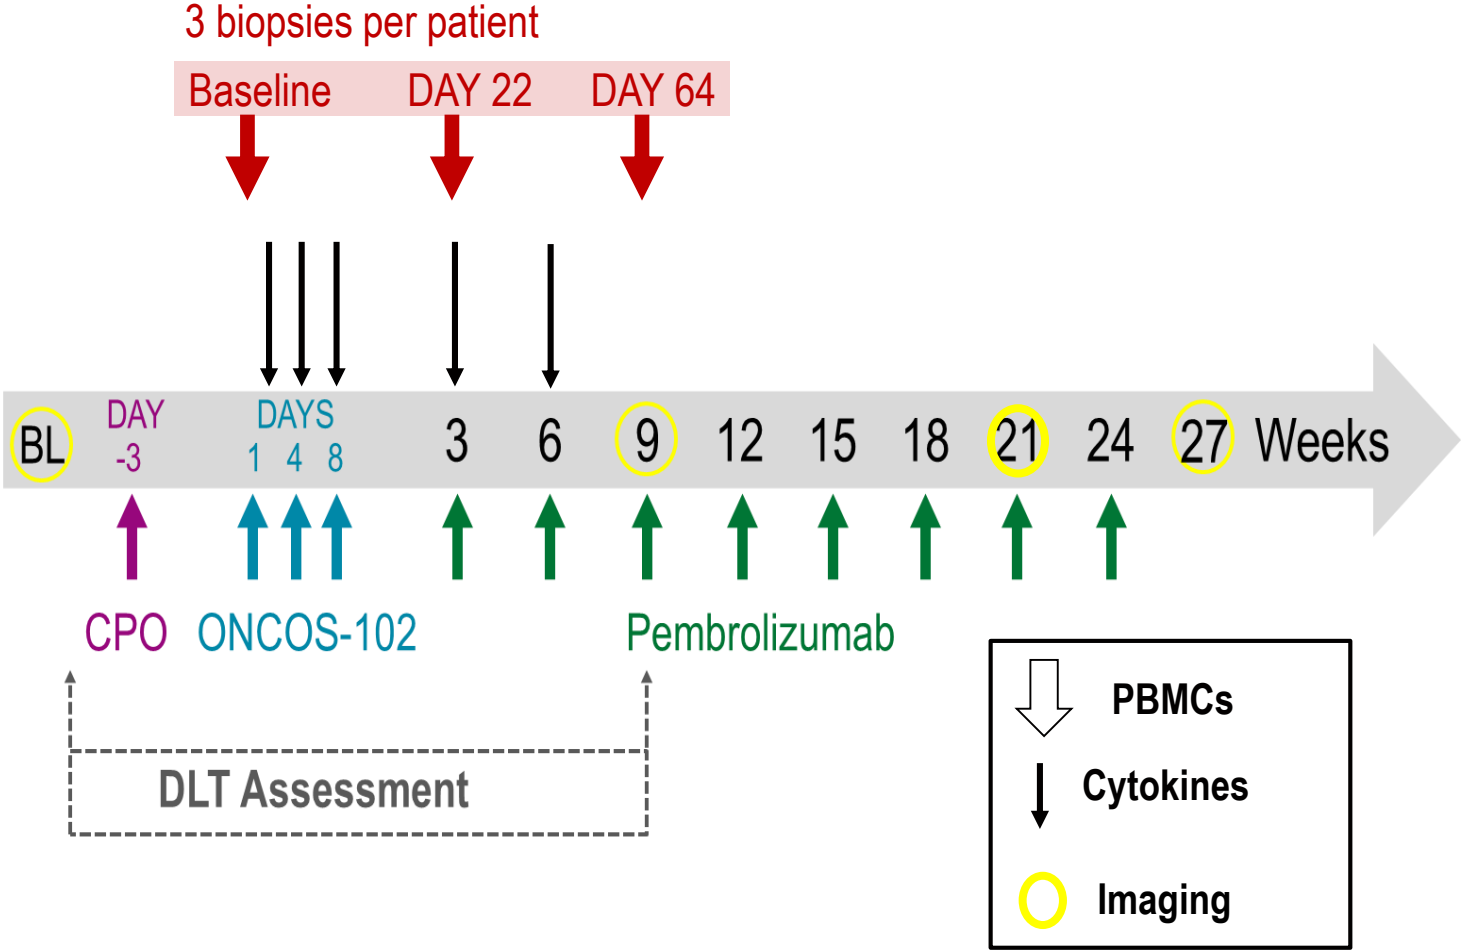 3 biopsies per patient
Baseline DAY 22 DAY 64
DAY DAYS
BL -3 1 4 8 3 6 9 12 15 18 21 24 27 Weeks
CPO ONCOS-102 Pembrolizumab
PBMCs
DLT Assessment Cytokines
Imaging